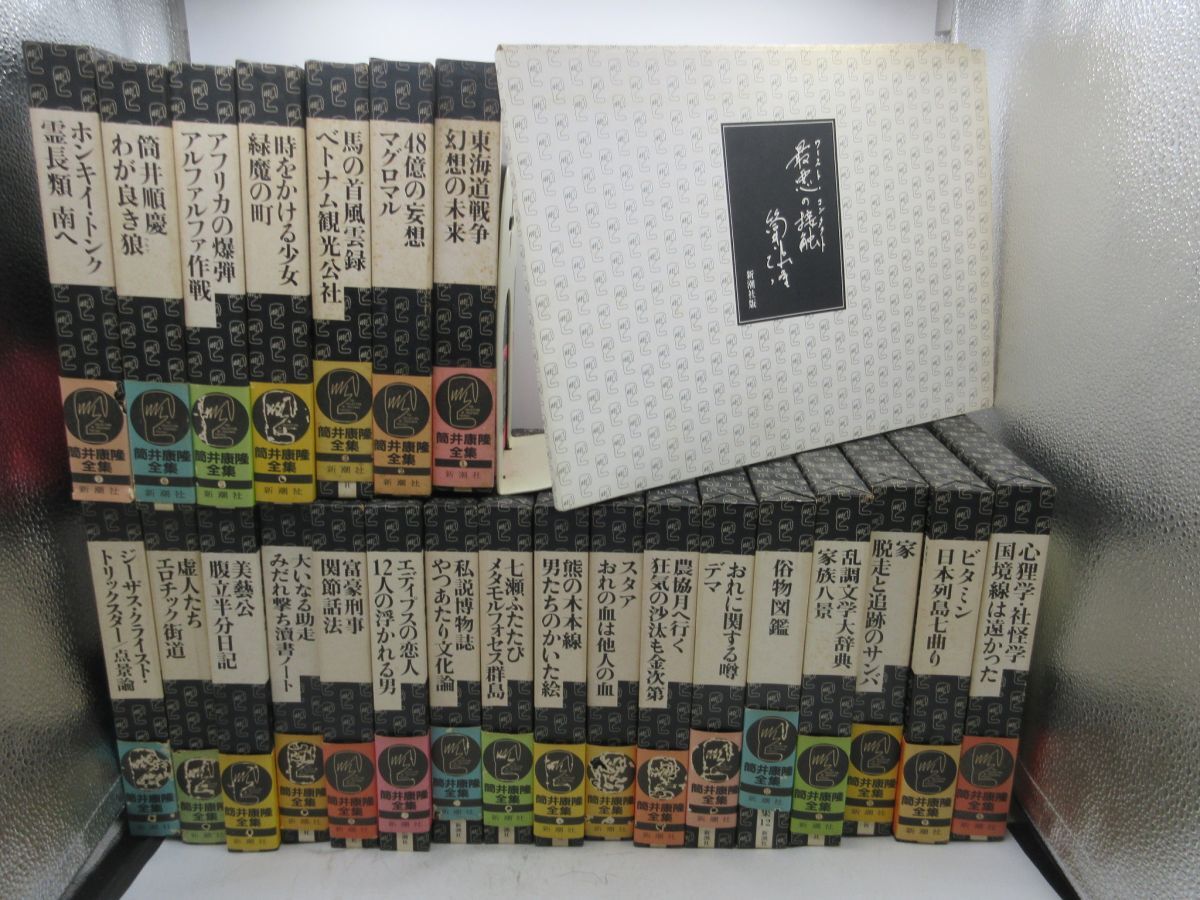 東海道戦争
幻想の未来
48億の妄想
マグロマル
馬の首風雲録
ベトナム観光公社
時をかける少女
緑魔の町
アフリカの爆弾
アルファルファ作戦
筒井順慶
わが良き狼
ホンキイ・トンク
霊長類 南へ
筒井康隆
全集
新潮社
筒井康隆
全集
新潮社
筒井康隆
全集
筒井康隆
全集
新潮社
筒井康隆
全集
新潮社
筒井康隆
全集
新潮社
筒井康隆
全集
新潮社
ワースト・コンタクト
最悪の接触
筒井康隆
新潮社版
心狸学・社怪学
国境線は遠かった
ビタミン
日本列島七曲り
家
脱走と追跡のサンバ
乱調文学大辞典
家族八景
俗物図鑑
おれに関する噂
デマ
農協月へ行く
狂気の沙汰も金次第
スタア
おれの血は他人の血
熊の木本線
男たちのかいた絵
七瀬ふたたび
メタモルフォセス群島
私説博物誌
やつあたり文化論
エディプスの恋人
12人の浮かれる男
富豪刑事
関節話法
大いなる助走
みだれ撃ち瀆書ノート
美藝公
腹立半分日記
虚人たち
エロチック街道
ジーザス・クライスト・
トリックスター 点景論
筒井康隆
全集
新潮社
筒井康隆
全集
新潮社
筒井康隆
全集
新潮社
筒井康隆
全集
新潮社
筒井康隆
全集
新潮社
集12
新潮社
筒井康隆
全集
新潮社
筒井康隆
全集
新潮社
筒井康隆
全集
新潮社
筒井康隆
全集
新潮社
筒井康隆
全集
新潮社
筒井康隆
全集
新潮社
筒井康隆
全集
新潮社
筒井康隆
全集
新潮社
筒井康隆
全集
新潮社
筒井康隆
全集
新潮社
筒井康隆
全集
新潮社
筒井康隆
全集
新潮社